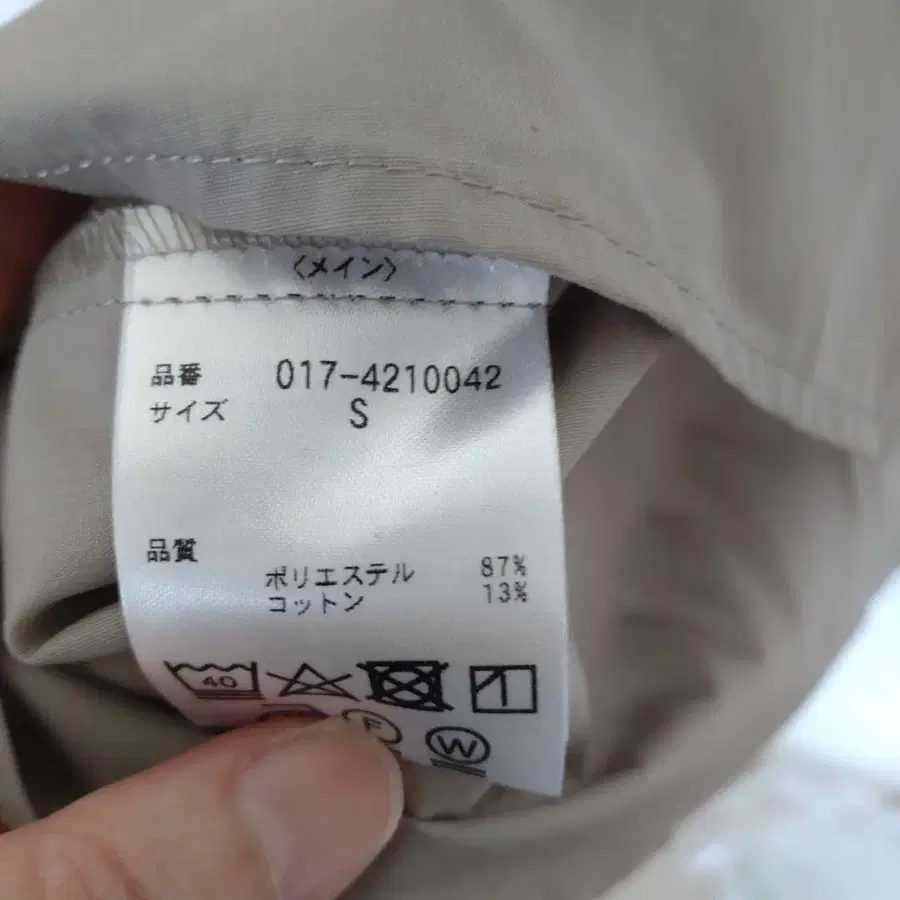 〈メイン〉
品番 017-4210042
サイズ S
品質
ポリエステル 87%
コットン 13%
40
F
W